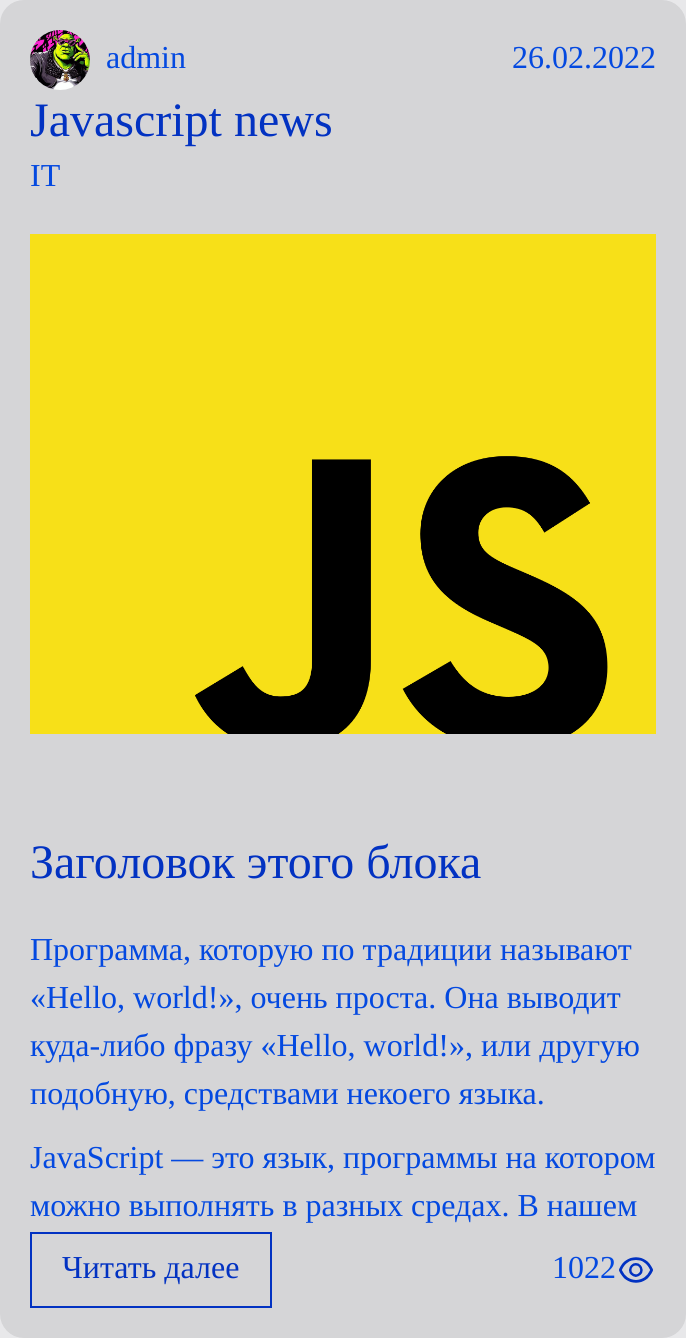 admin 26.02.2022
Javascript news
IT
JS
Заголовок этого блока
Программа, которую по традиции называют
«Hello, world!», очень проста. Она выводит
куда-либо фразу «Hello, world!», или другую
подобную, средствами некоего языка.
JavaScript — это язык, программы на котором
можно выполнять в разных средах. В нашем
Читать далее 1022